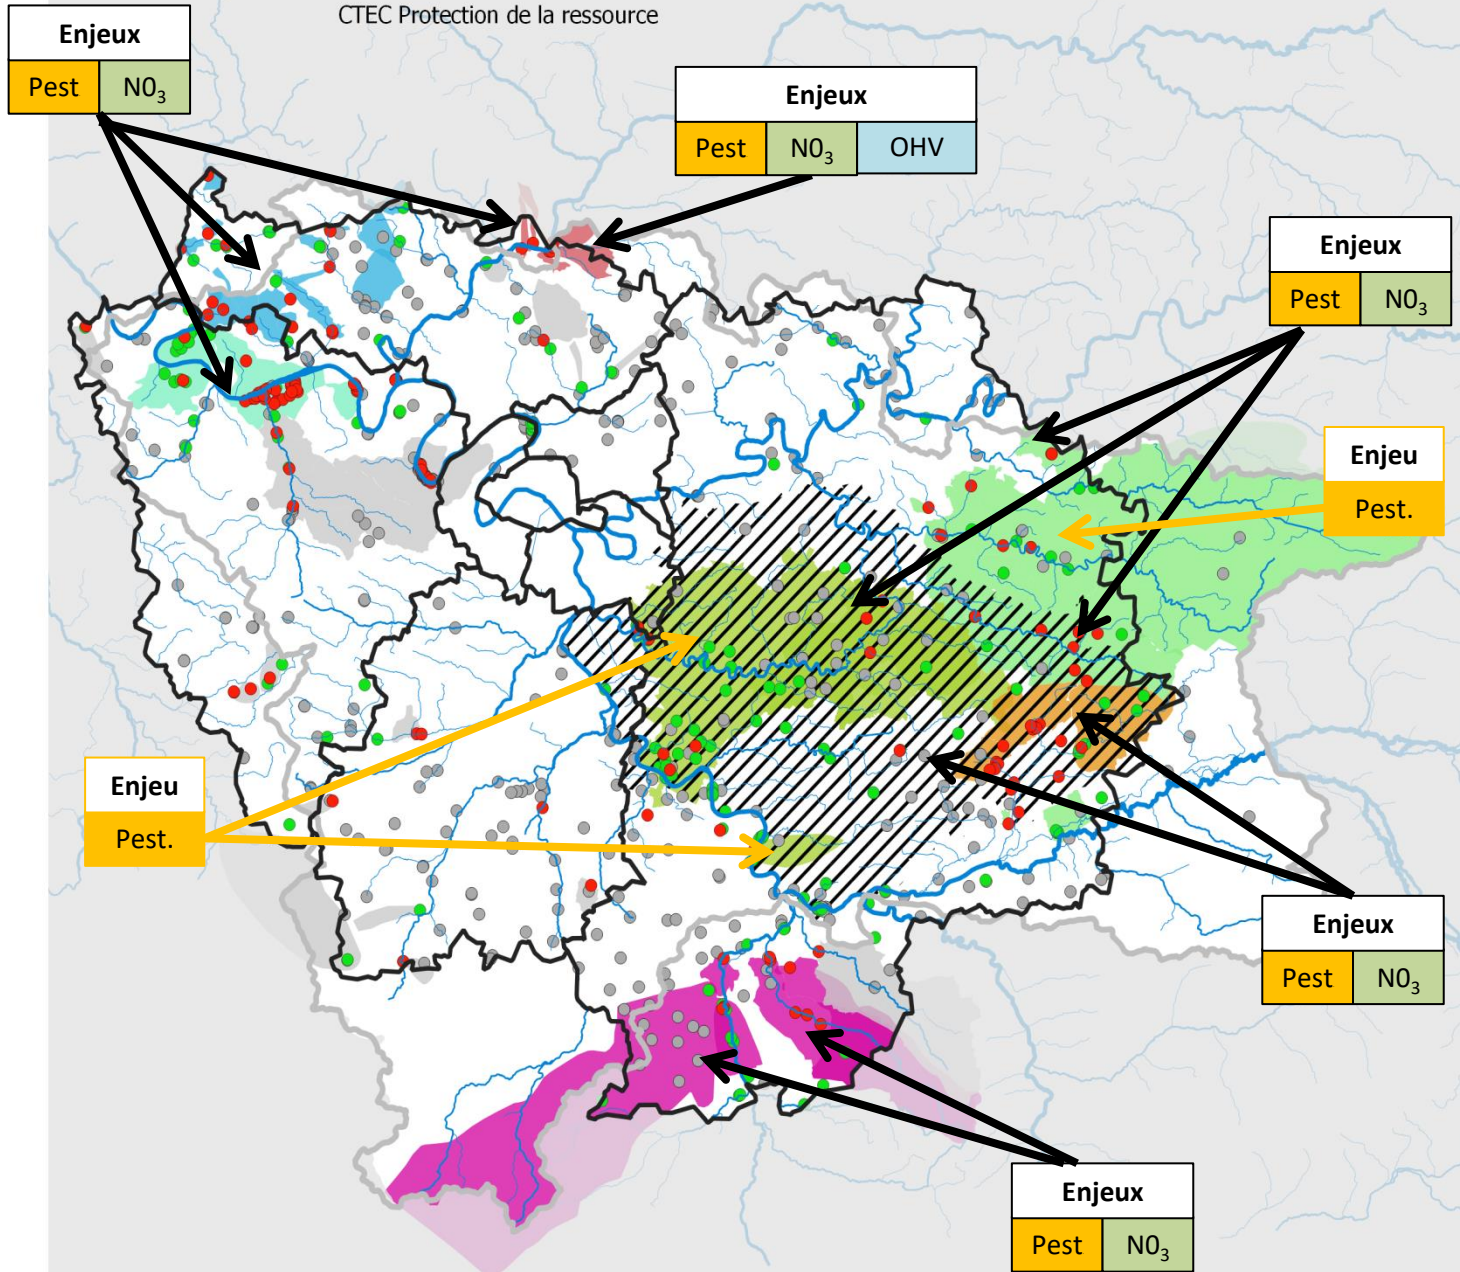 CTEC Protection de la ressource
Enjeux
Pest N0₃
Enjeux
Pest N0₃ OHV
Enjeux
Pest N0₃
Enjeu
Pest.
Enjeu
Pest.
Enjeux
Pest N0₃
Enjeux
Pest N0₃